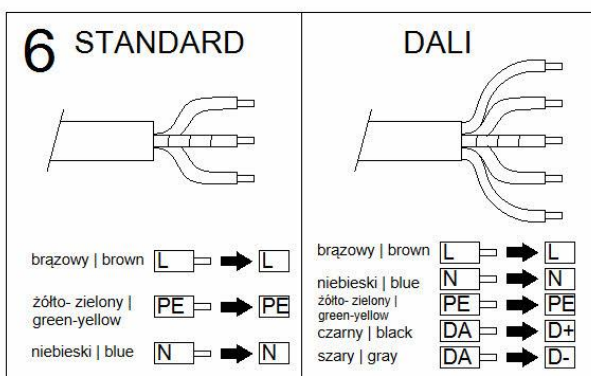 6 STANDARD
brązowy | brown L L
żółto- zielony |
green-yellow PE PE
niebieski | blue N N
DALI
brązowy | brown L L
niebieski | blue N N
żółto- zielony |
green-yellow PE PE
czarny | black DA D+
szary | gray DA D-